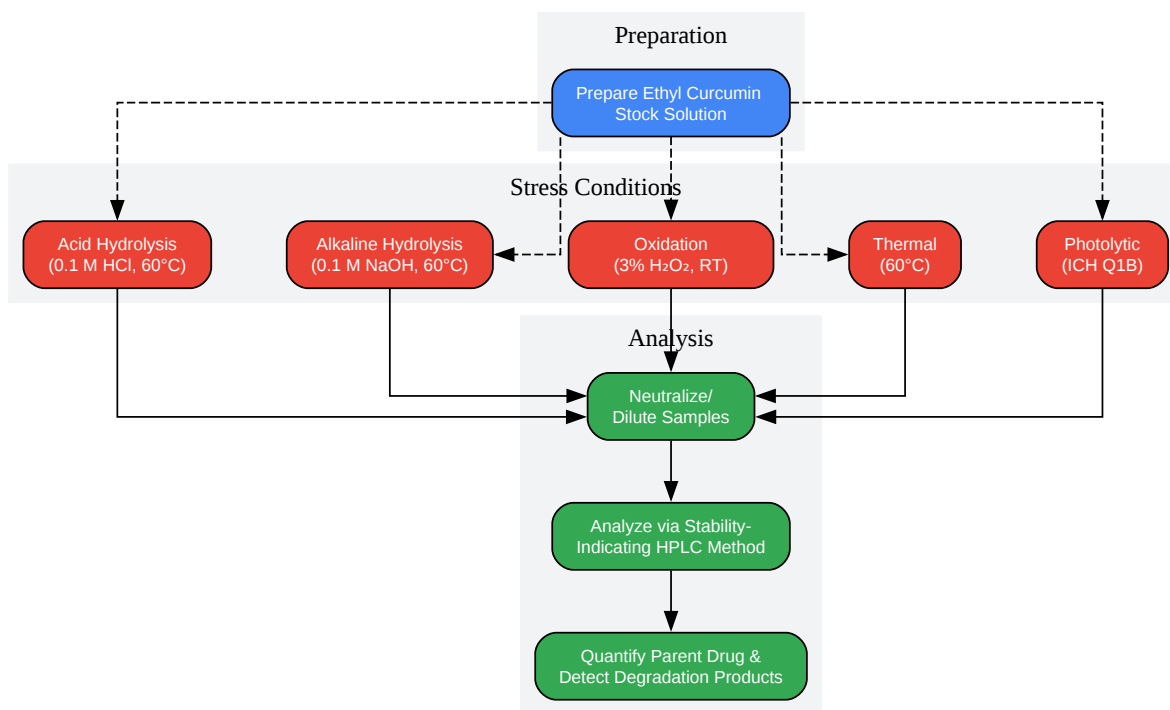 Preparation
Prepare Ethyl Curcumin
Stock Solution
Stress Conditions
Acid Hydrolysis
(0.1 M HCl, 60°C)
Alkaline Hydrolysis
(0.1 M NaOH, 60°C)
Oxidation
(3% H₂O₂, RT)
Thermal
(60°C)
Photolytic
(ICH Q1B)
Analysis
Neutralize/
Dilute Samples
Analyze via Stability-
Indicating HPLC Method
Quantify Parent Drug &
Detect Degradation Products